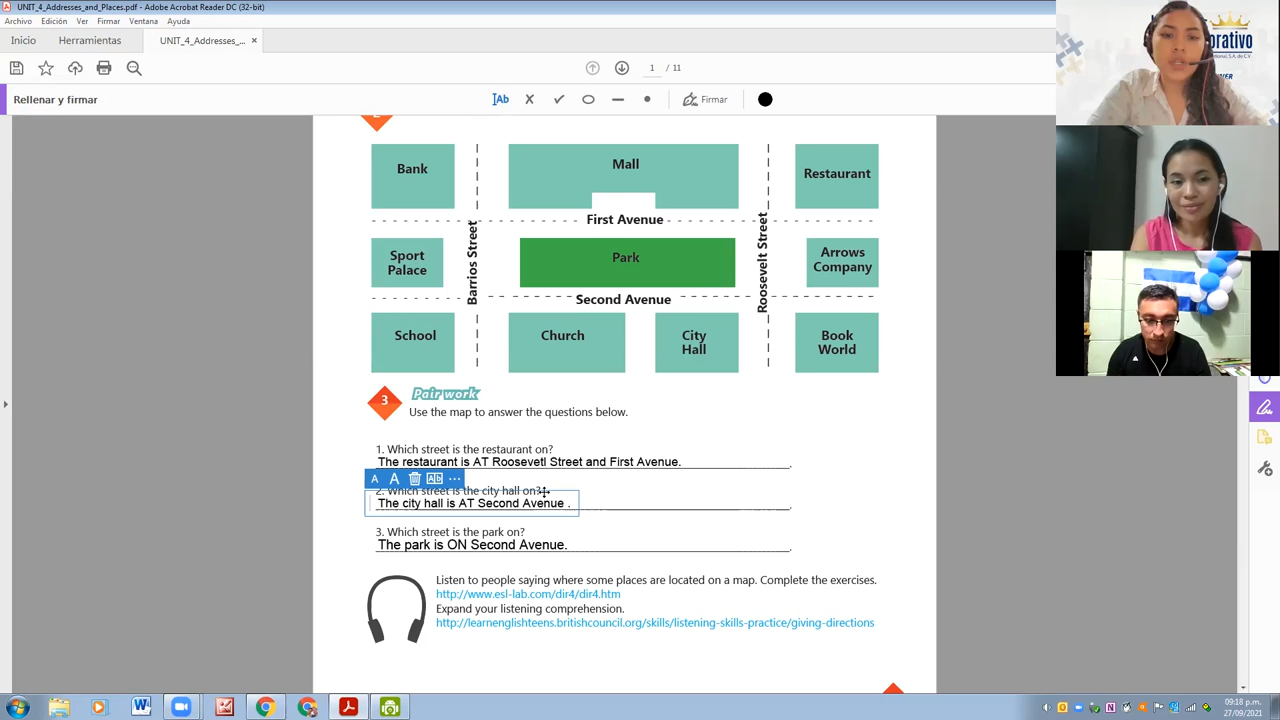 UNIT_4_Addresses_and_Places.pdf - Adobe Acrobat Reader DC (32-bit)
Archivo Edición Ver Firmar Ventana Ayuda
Inicio Herramientas UNIT_4_Addresses_... ×
1 / 11
Rellenar y firmar
Ab Firmar
orativo
Bank
Mall
Restaurant
First Avenue
Barrios Street
Roosevelt Street
Sport
Palace
Park
Arrows
Company
Second Avenue
School
Church
City
Hall
Book
World
3
Pair work
Use the map to answer the questions below.
1. Which street is the restaurant on?
The restaurant is AT Roosevetl Street and First Avenue.
A A Ab ...
2. Which street is the city hall on?
The city hall is AT Second Avenue .
3. Which street is the park on?
The park is ON Second Avenue.
Listen to people saying where some places are located on a map. Complete the exercises.
http://www.esl-lab.com/dir4/dir4.htm
Expand your listening comprehension.
http://learnenglishteens.britishcouncil.org/skills/listening-skills-practice/giving-directions
09:18 p.m.
27/09/2021